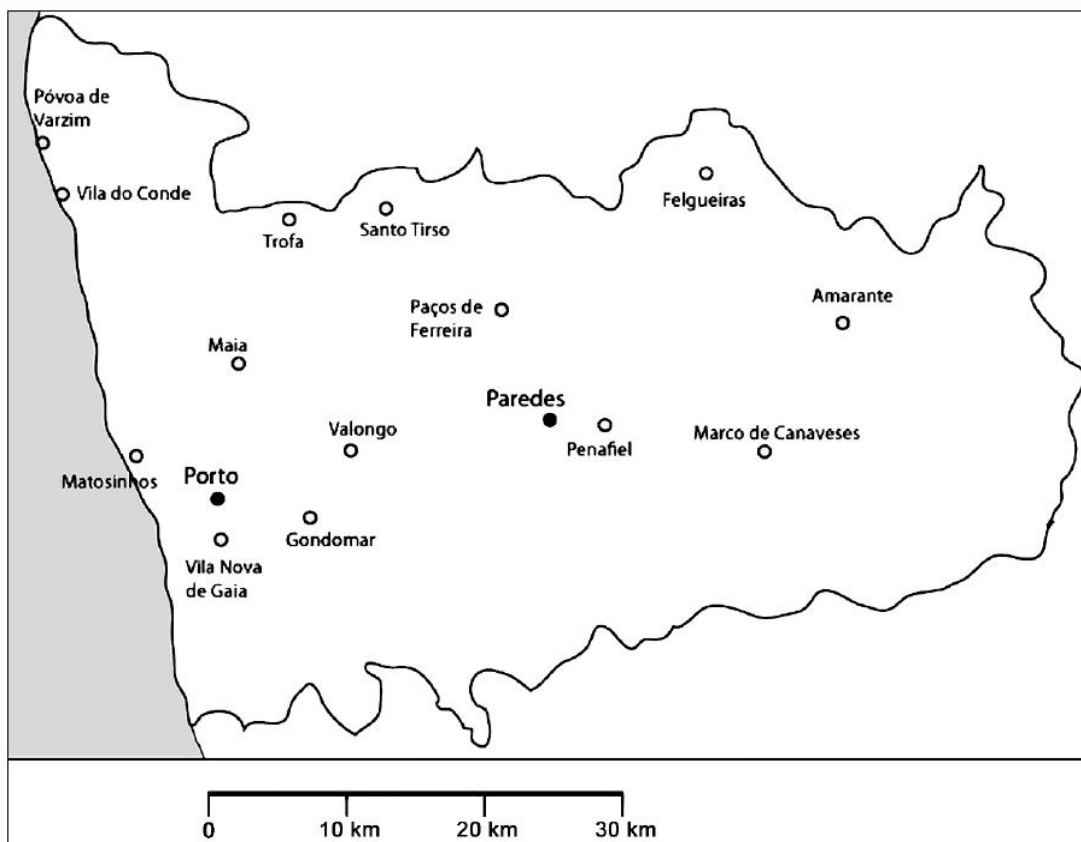 Póvoa de
Varzim
Vila do Conde
Trofa
Santo Tirso
Felgueiras
Paços de
Ferreira
Amarante
Maia
Paredes
Penafiel
Marco de Canaveses
Valongo
Matosinhos
Porto
Gondomar
Vila Nova
de Gaia
0 10 km 20 km 30 km